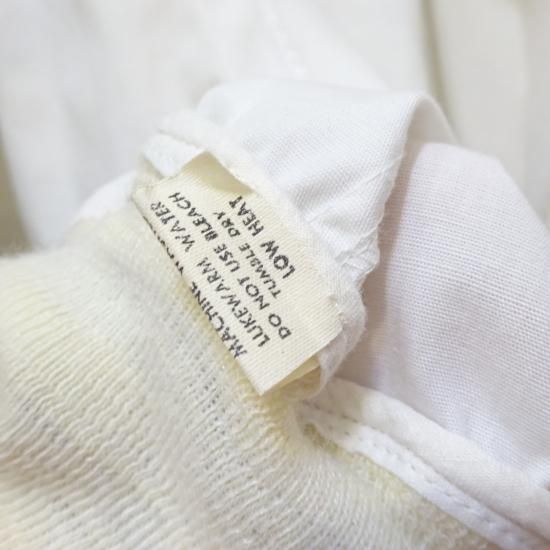 MACHINE
LUKEWARM WATER
DO NOT USE BLEACH
TUMBLE DRY
LOW HEAT